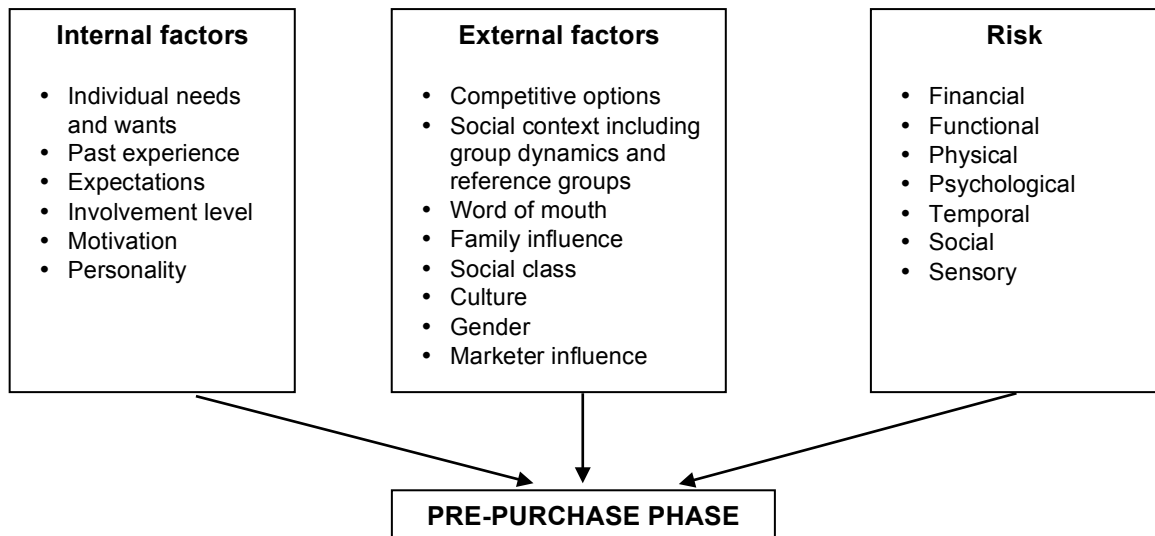 Internal factors
• Individual needs
and wants
• Past experience
• Expectations
• Involvement level
• Motivation
• Personality
External factors
• Competitive options
• Social context including
group dynamics and
reference groups
• Word of mouth
• Family influence
• Social class
• Culture
• Gender
• Marketer influence
Risk
• Financial
• Functional
• Physical
• Psychological
• Temporal
• Social
• Sensory
PRE-PURCHASE PHASE